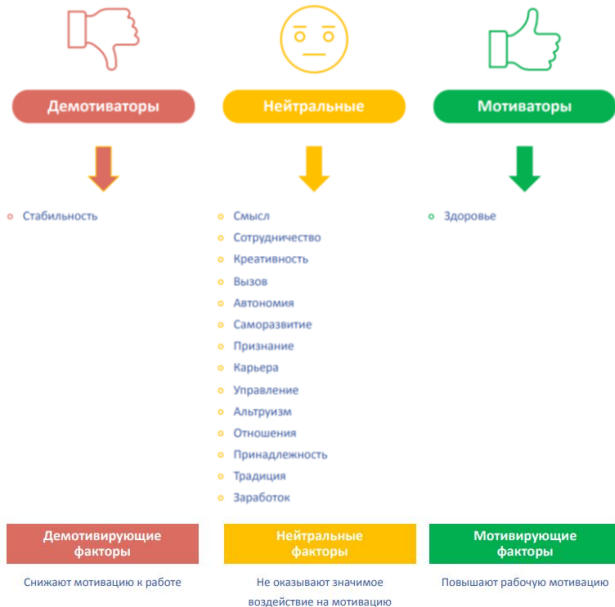 Демотиваторы
Нейтральные
Мотиваторы
Стабильность
Смысл
Сотрудничество
Креативность
Вызов
Автономия
Саморазвитие
Признание
Карьера
Управление
Альтруизм
Отношения
Принадлежность
Традиция
Заработок
Здоровье
Демотивирующие
факторы
Снижают мотивацию к работе
Нейтральные
факторы
Не оказывают значимое
воздействие на мотивацию
Мотивирующие
факторы
Повышают рабочую мотивацию